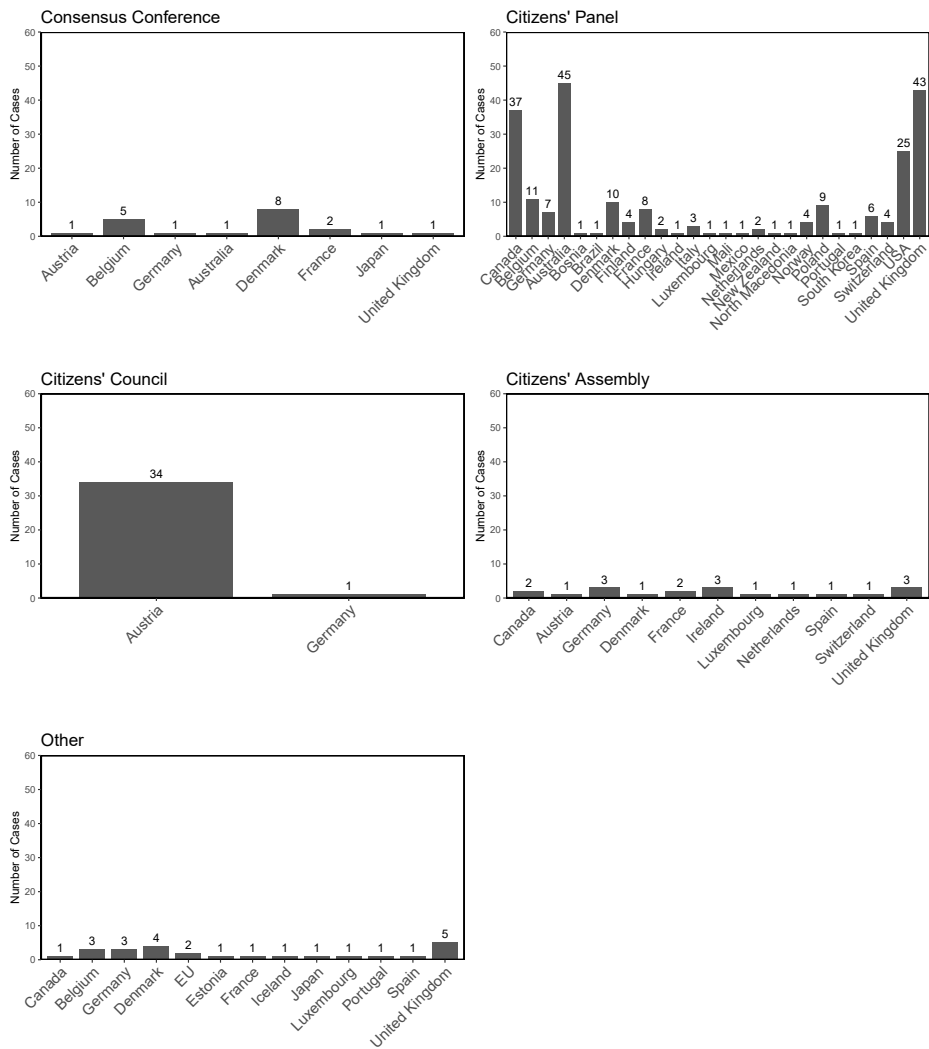 Consensus Conference
Number of Cases
60
50
40
30
20
10
0
1 5 1 1 8 2 1 1
Austria
Belgium
Germany
Australia
Denmark
France
Japan
United Kingdom
Citizens' Panel
Number of Cases
60
50
40
30
20
10
0
37 11 7 45 1 1 10 4 8 2 1 3 1 1 1 2 1 1 4 9 1 1 6 4 25 43
Canada
Belgium
Germany
Australia
Bosnia
Brazil
Denmark
Finland
France
Hungary
Ireland
Italy
Luxembourg
Mali
Mexico
Netherlands
New Zealand
North Macedonia
Norway
Poland
Portugal
South Korea
Spain
Switzerland
USA
United Kingdom
Citizens' Council
Number of Cases
60
50
40
30
20
10
0
34 1
Austria
Germany
Citizens' Assembly
Number of Cases
60
50
40
30
20
10
0
2 1 3 1 2 3 1 1 1 1 3
Canada
Austria
Germany
Denmark
France
Ireland
Luxembourg
Netherlands
Spain
Switzerland
United Kingdom
Other
Number of Cases
60
50
40
30
20
10
0
1 3 3 4 2 1 1 1 1 1 1 1 5
Canada
Belgium
Germany
Denmark
EU
Estonia
France
Iceland
Japan
Luxembourg
Portugal
Spain
United Kingdom